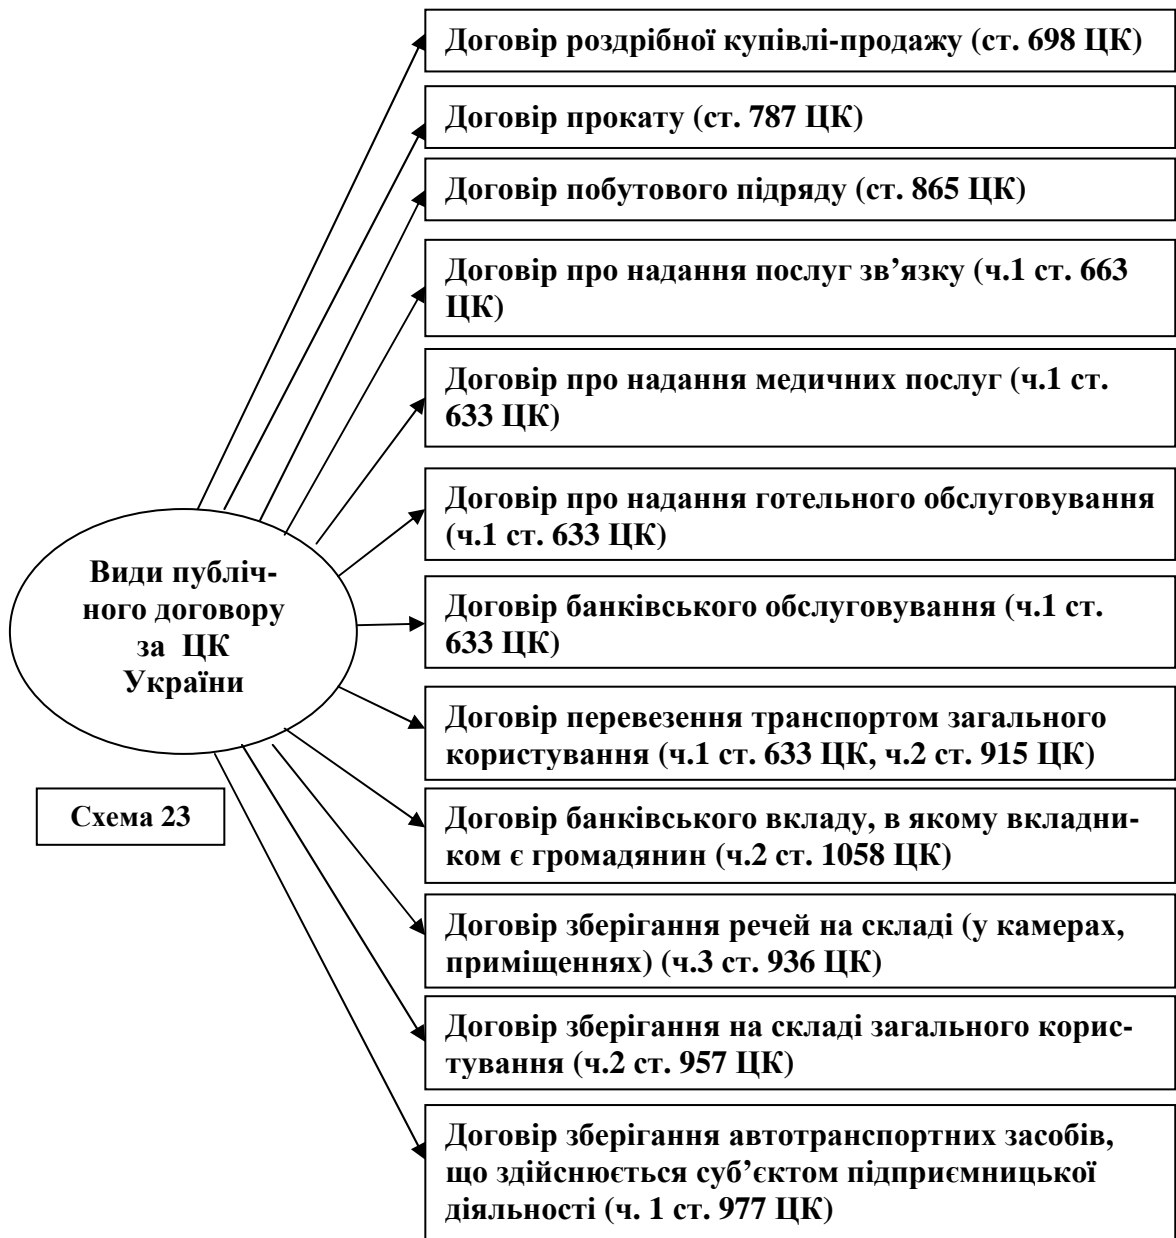 Договір роздрібної купівлі-продажу (ст. 698 ЦК)
Договір прокату (ст. 787 ЦК)
Договір побутового підряду (ст. 865 ЦК)
Договір про надання послуг зв’язку (ч.1 ст. 663
ЦК)
Договір про надання медичних послуг (ч.1 ст.
633 ЦК)
Договір про надання готельного обслуговування
(ч.1 ст. 633 ЦК)
Види публіч-
ного договору
за ЦК
України
Договір банківського обслуговування (ч.1 ст.
633 ЦК)
Договір перевезення транспортом загального
користування (ч.1 ст. 633 ЦК, ч.2 ст. 915 ЦК)
Схема 23
Договір банківського вкладу, в якому вкладни-
ком є громадянин (ч.2 ст. 1058 ЦК)
Договір зберігання речей на складі (у камерах,
приміщеннях) (ч.3 ст. 936 ЦК)
Договір зберігання на складі загального корис-
тування (ч.2 ст. 957 ЦК)
Договір зберігання автотранспортних засобів,
що здійснюється суб’єктом підприємницької
діяльності (ч. 1 ст. 977 ЦК)